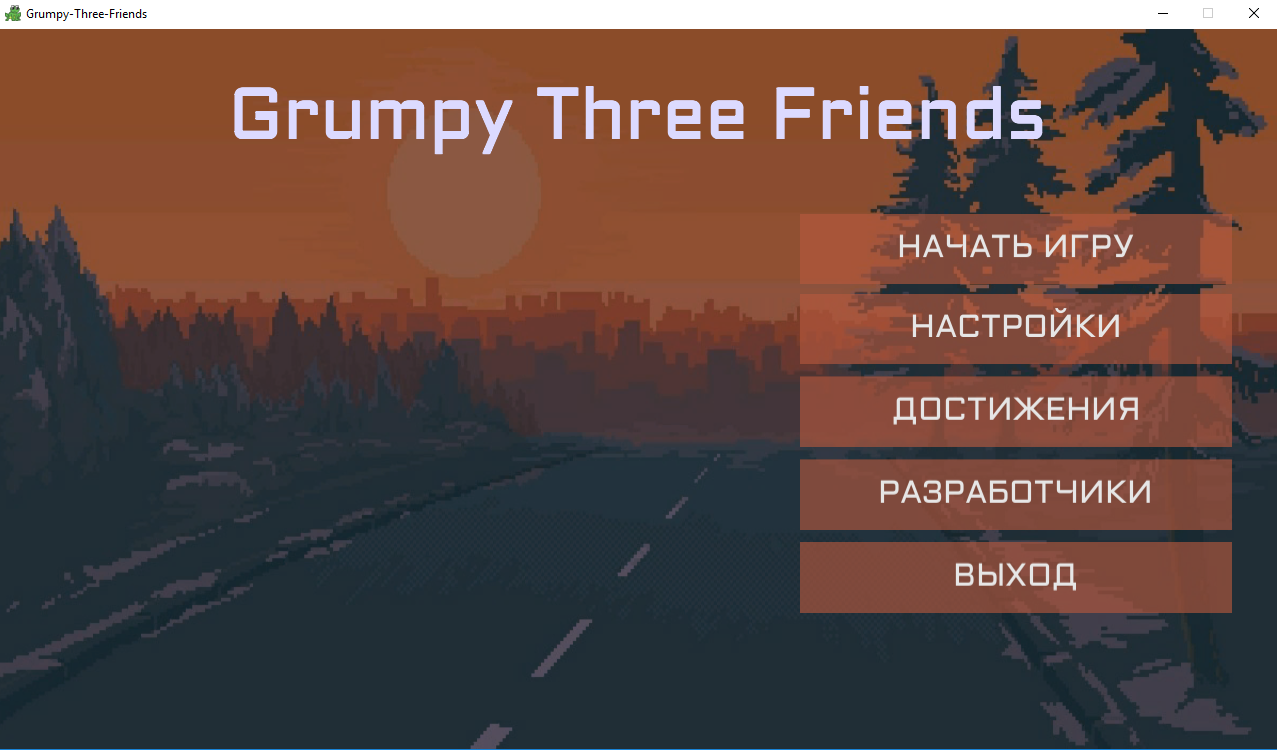 Grumpy-Three-Friends
Grumpy Three Friends
НАЧАТЬ ИГРУ
НАСТРОЙКИ
ДОСТИЖЕНИЯ
РАЗРАБОТЧИКИ
ВЫХОД